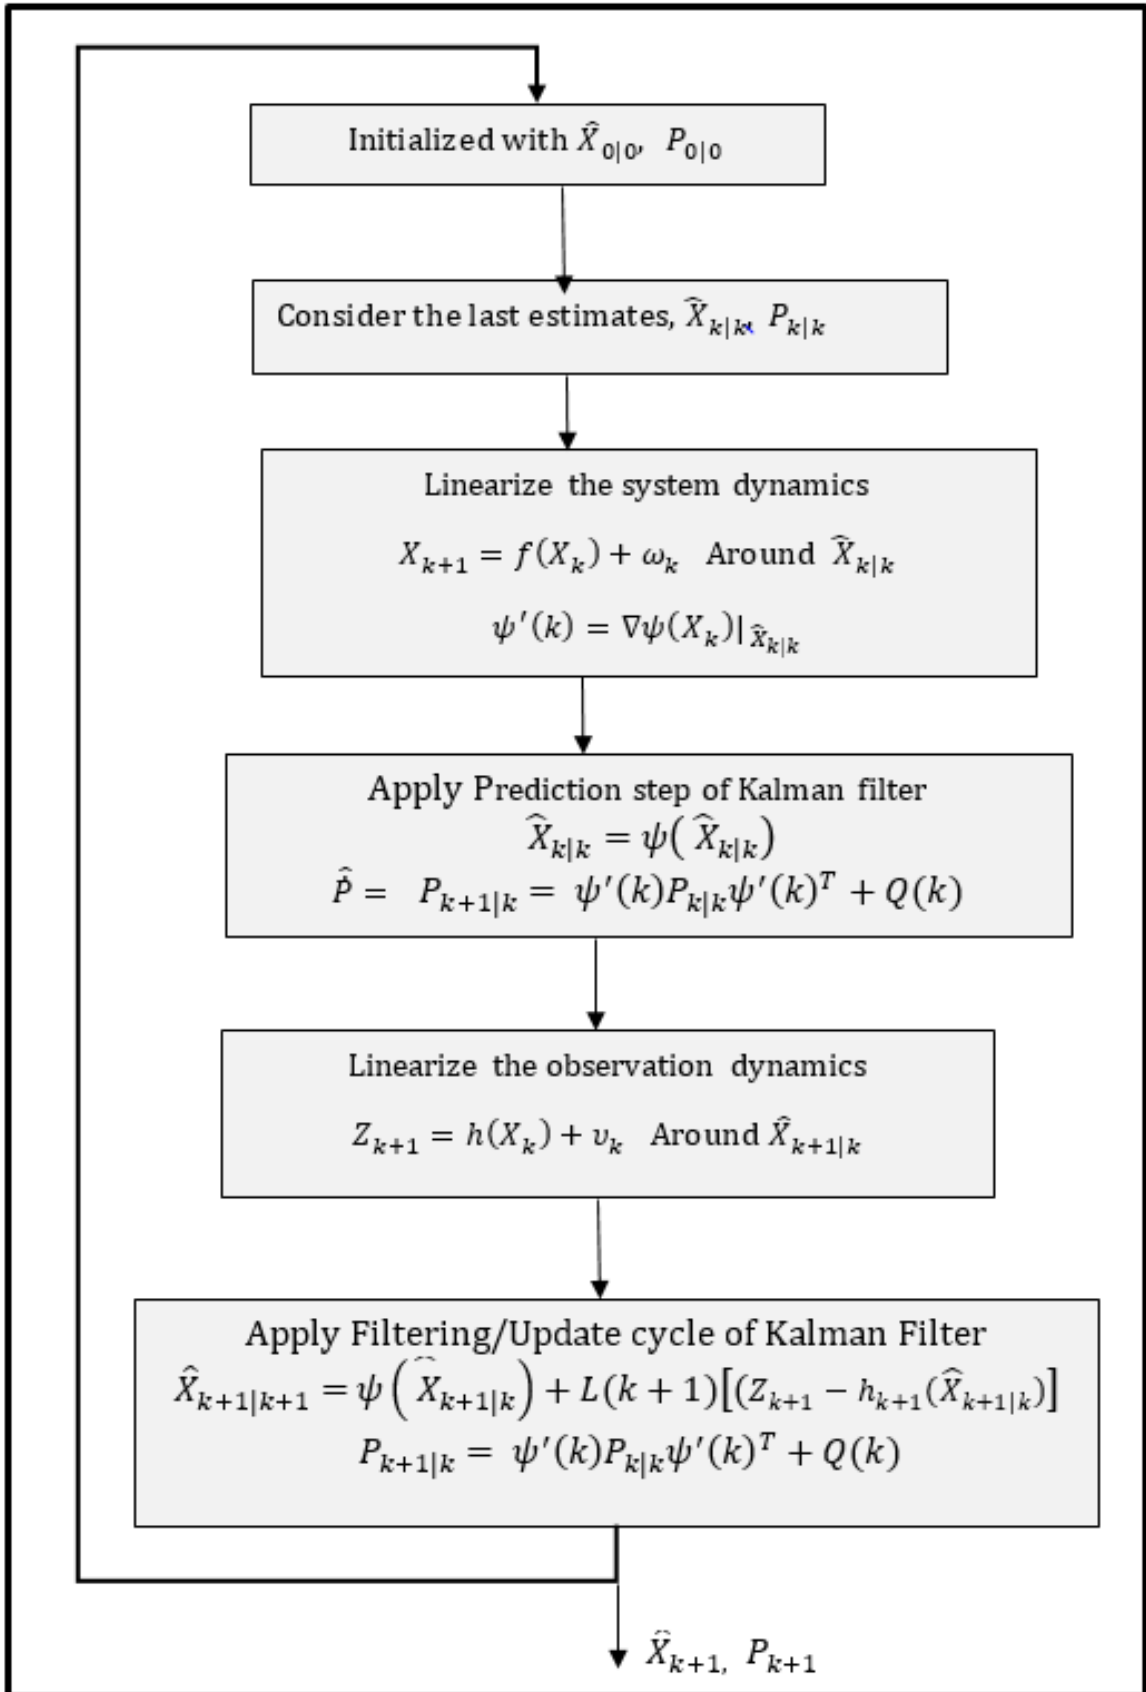 Initialized with X̂₀|₀, P₀|₀
Consider the last estimates, X̂ₖ|ₖ, Pₖ|ₖ
Linearize the system dynamics
Xₖ₊₁ = f(Xₖ) + ωₖ Around X̂ₖ|ₖ
ψ′(k) = ∇ψ(Xₖ)|X̂ₖ|ₖ
Apply Prediction step of Kalman filter
X̂ₖ|ₖ = ψ(X̂ₖ|ₖ)
P̂ = Pₖ₊₁|ₖ = ψ′(k)Pₖ|ₖψ′(k)ᵀ + Q(k)
Linearize the observation dynamics
Zₖ₊₁ = h(Xₖ) + υₖ Around X̂ₖ₊₁|ₖ
Apply Filtering/Update cycle of Kalman Filter
X̂ₖ₊₁|ₖ₊₁ = ψ(X̂ₖ₊₁|ₖ) + L(k + 1)[(Zₖ₊₁ − hₖ₊₁(X̂ₖ₊₁|ₖ)]
Pₖ₊₁|ₖ = ψ′(k)Pₖ|ₖψ′(k)ᵀ + Q(k)
X̂ₖ₊₁, Pₖ₊₁